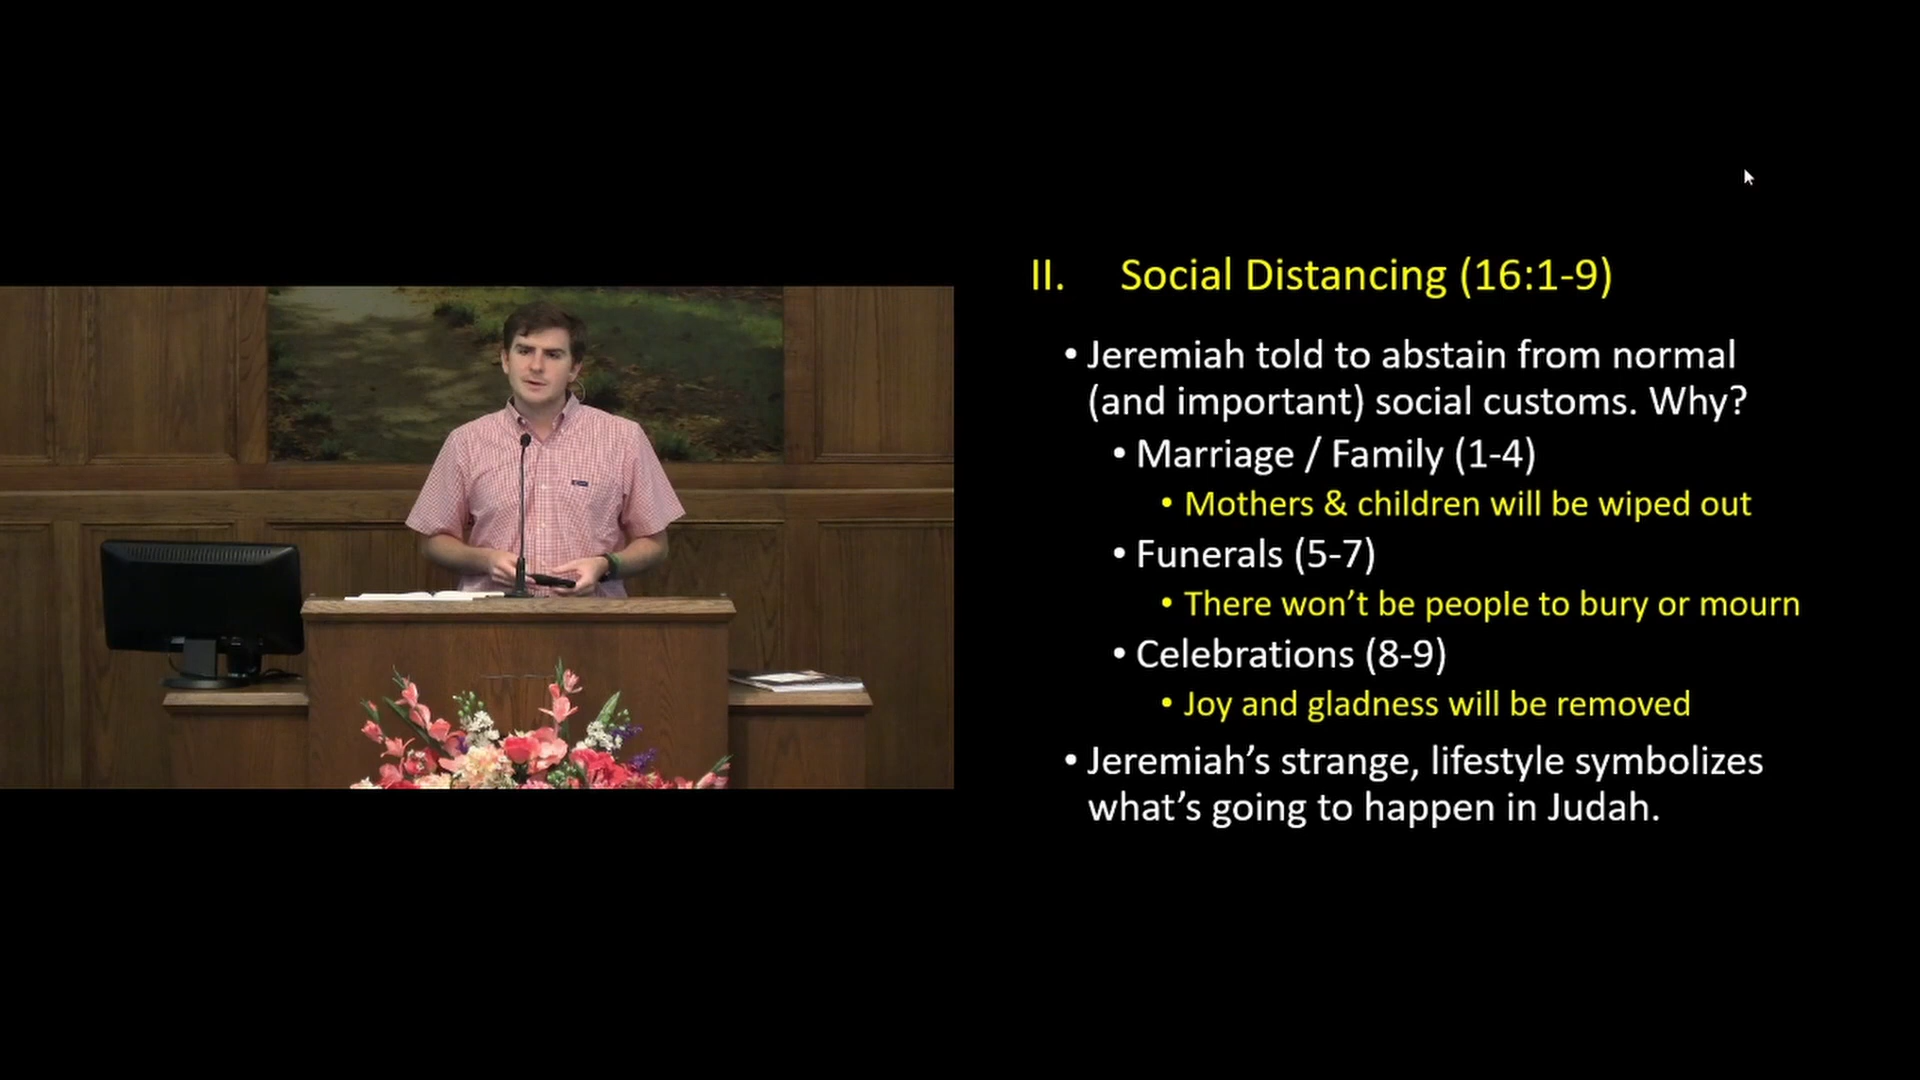 II. Social Distancing (16:1-9)
• Jeremiah told to abstain from normal
(and important) social customs. Why?
• Marriage / Family (1-4)
• Mothers & children will be wiped out
• Funerals (5-7)
• There won't be people to bury or mourn
• Celebrations (8-9)
• Joy and gladness will be removed
• Jeremiah's strange, lifestyle symbolizes
what's going to happen in Judah.